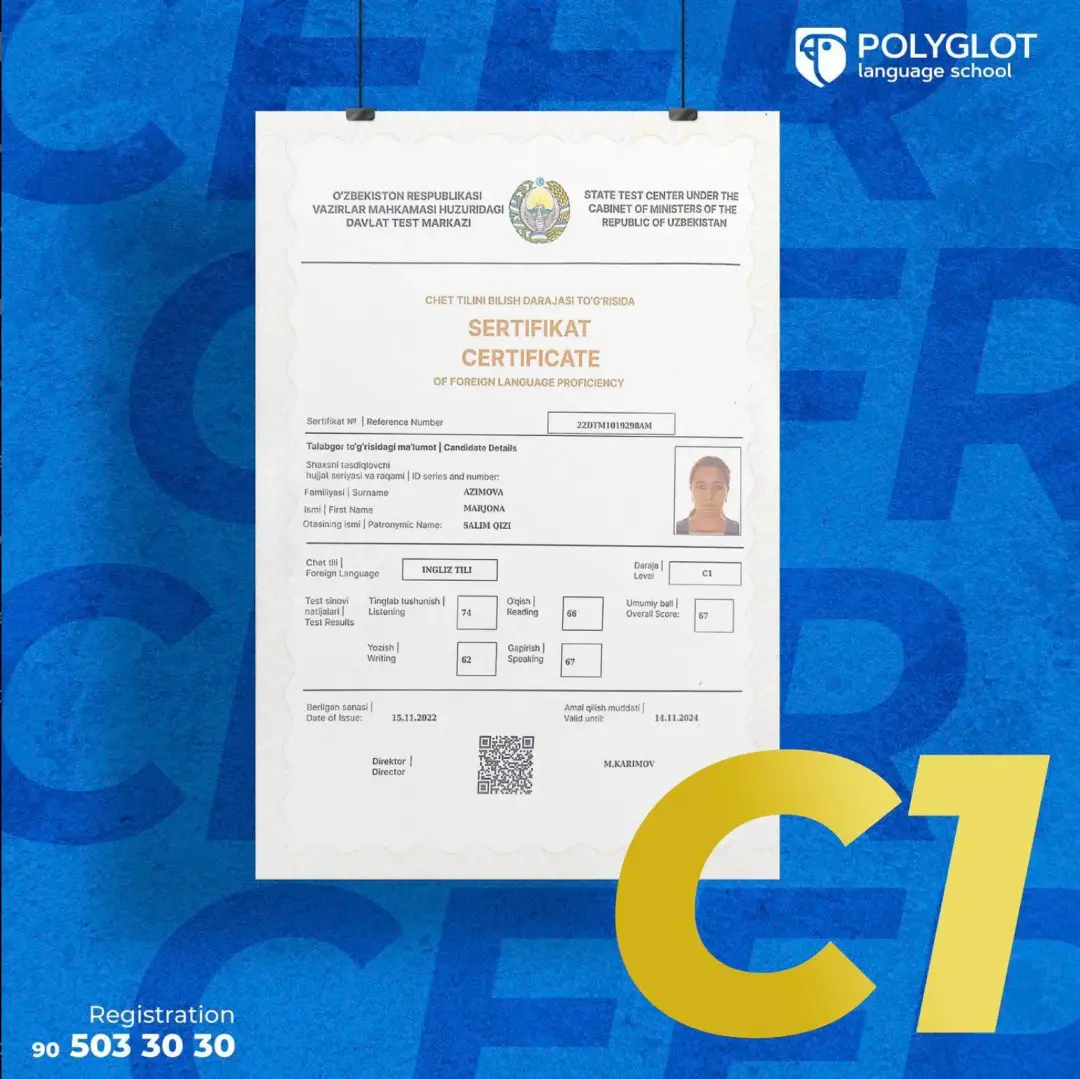 POLYGLOT
language school
O'ZBEKISTON RESPUBLIKASI
VAZIRLAR MAHKAMASI HUZURIDAGI
DAVLAT TEST MARKAZI
STATE TEST CENTER UNDER THE
CABINET OF MINISTERS OF THE
REPUBLIC OF UZBEKISTAN
CHET TILINI BILISH DARAJASI TO'G'RISIDA
SERTIFIKAT
CERTIFICATE
OF FOREIGN LANGUAGE PROFICIENCY
Sertifikat № | Reference Number
22DTM1019298AM
Talabgor to'g'risidagi ma'lumot | Candidate Details
Shaxsni tasdiqlovchi
hujjat seriyasi va raqami | ID series and number:
Familiyasi | Surname AZIMOVA
Ismi | First Name MARJONA
Otasining ismi | Patronymic Name: SALIM QIZI
Chet tili |
Foreign Language
INGLIZ TILI
Daraja |
Level
C1
Test sinovi
natijalari |
Test Results
Tinglab tushunish |
Listening
74
O'qish |
Reading
66
Umumiy ball |
Overall Score:
67
Yozish |
Writing
62
Gapirish |
Speaking
67
Berilgan sanasi |
Date of Issue: 15.11.2022
Amal qilish muddati |
Valid until: 14.11.2024
Direktor |
Director
M.KARIMOV
C1
Registration
90 503 30 30
CEFR
CEFR
CEFR
CEFR